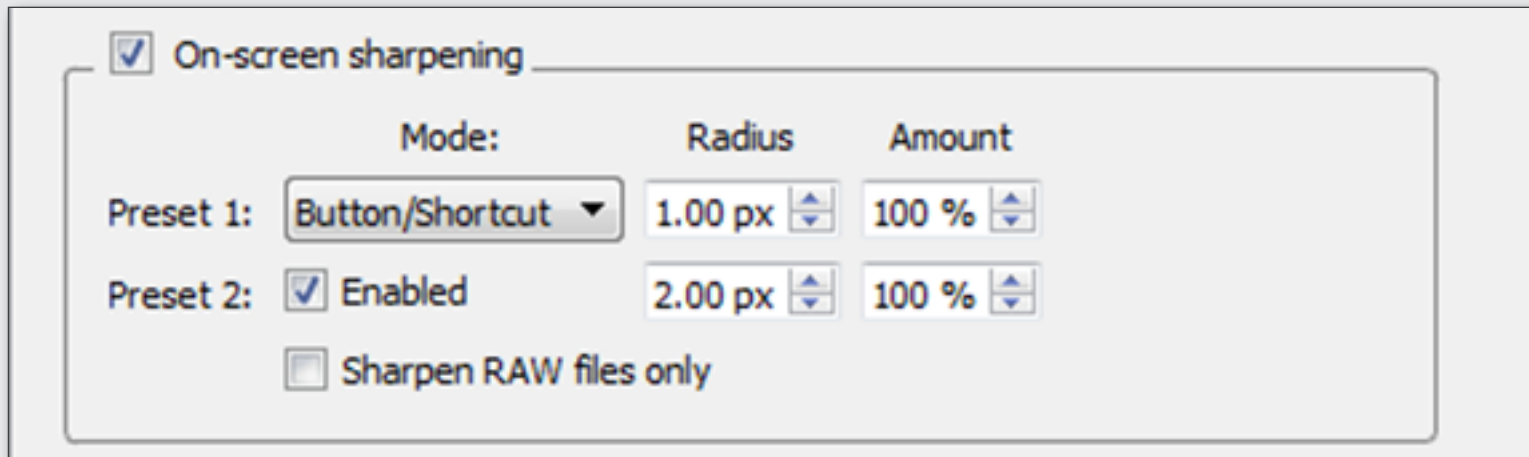 On-screen sharpening
Mode: Radius Amount
Preset 1: Button/Shortcut 1.00 px 100 %
Preset 2: Enabled 2.00 px 100 %
Sharpen RAW files only